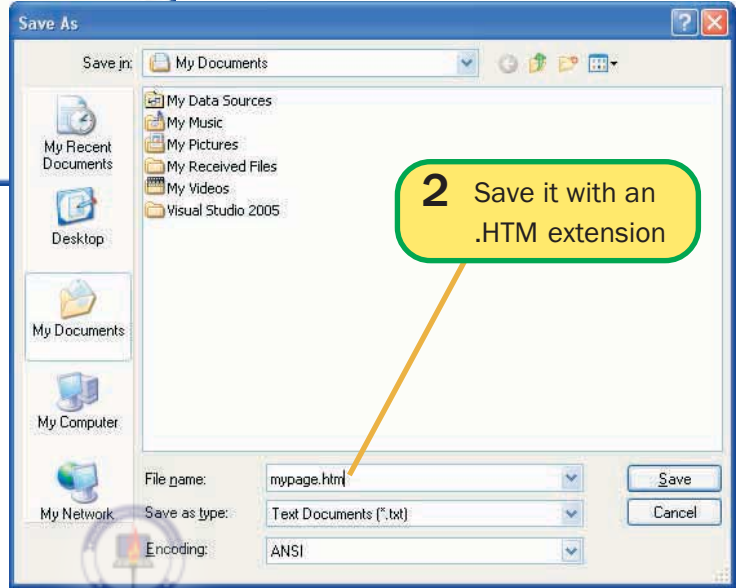 Save As
Save in:
My Documents
My Recent
Documents
Desktop
My Documents
My Computer
My Network
My Data Sources
My Music
My Pictures
My Received Files
My Videos
Visual Studio 2005
2 Save it with an
.HTM extension
File name:
mypage.htm
Save
Save as type:
Text Documents (*.txt)
Cancel
Encoding:
ANSI